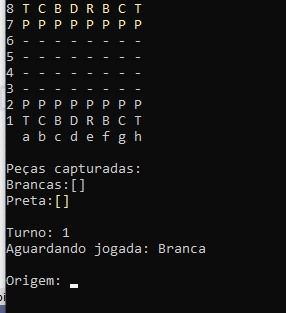 8 T C B D R B C T
7 P P P P P P P P
6 - - - - - - - -
5 - - - - - - - -
4 - - - - - - - -
3 - - - - - - - -
2 P P P P P P P P
1 T C B D R B C T
a b c d e f g h
Peças capturadas:
Brancas:[]
Preta:[]
Turno: 1
Aguardando jogada: Branca
Origem: